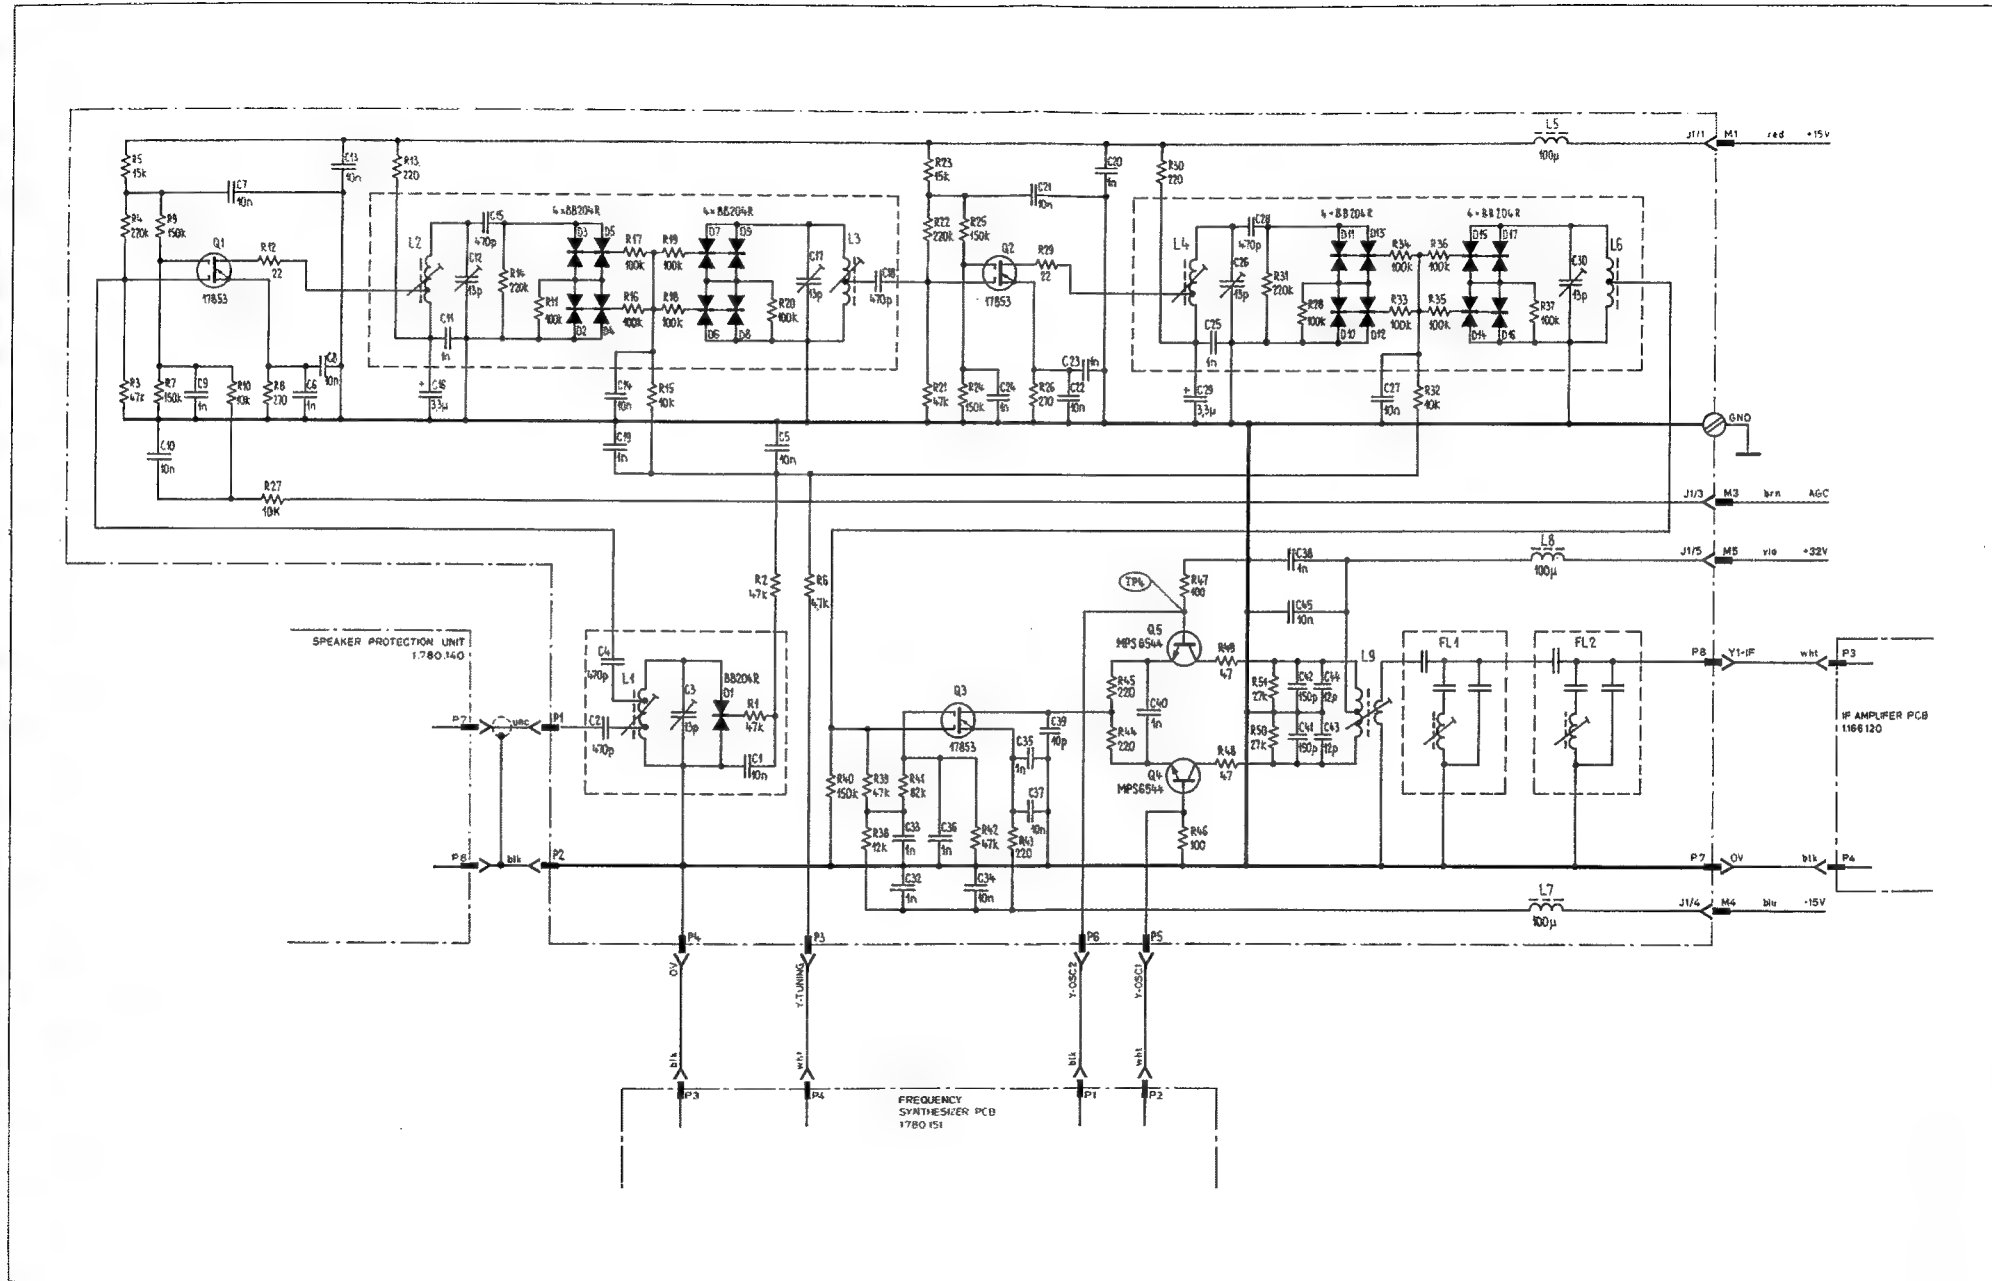 L5
100µ
J1/1
M1
red
+15V
R5
15k
C13
10n
R13
220
R23
15k
C20
1n
R30
220
C7
10n
C21
10n
R4
220k
R9
150k
Q1
17853
R12
22
L2
C15
470p
4×BB204R
D3
D5
R17
100k
R19
100k
4×BB204R
D7
D9
C12
13p
R14
220k
R11
100k
D2
D4
R16
100k
R18
100k
D6
D8
R20
100k
C17
13p
L3
C18
470p
C11
1n
R22
220k
R25
150k
Q2
17853
R29
22
L4
C28
470p
4×BB204R
D11
D13
R34
100k
R36
100k
4×BB204R
D15
D17
C26
13p
R31
220k
R28
100k
D10
D12
R33
100k
R35
100k
D14
D16
R37
100k
C30
13p
L6
C25
1n
R3
47k
R7
150k
C9
1n
R10
10k
R8
270
C6
1n
C8
10n
+
C16
3,3µ
C14
10n
R15
10k
R21
47k
R24
150k
C24
1n
R26
270
C22
10n
C23
1n
+
C29
3,3µ
C27
10n
R32
10K
GND
C10
10n
C19
1n
C5
10n
R27
10K
J1/3
M3
brn
AGC
L8
100µ
J1/5
M5
vio
+32V
R2
47k
R6
4,7k
TP4
R47
100
C38
1n
C45
10n
SPEAKER PROTECTION UNIT
1.780.140
C4
470p
L1
C3
13p
BB204R
D1
R1
47k
C2
470p
C1
10n
P7
unc
P1
P6
blk
P2
Q3
17853
Q5
MPS6544
R49
47
R45
220
R44
220
C40
1n
Q4
MPS6544
R48
47
R51
27k
C42
150p
C44
12p
R50
27k
C41
150p
C43
12p
L9
FL1
FL2
P8
Y1-IF
wht
P3
IF AMPLIFER PCB
1.166120
C39
10p
C35
1n
C37
10n
R40
150k
R39
47k
R41
82k
R38
12k
C33
1n
C36
1n
R42
47k
R43
220
R46
100
C32
1n
C34
10n
P7
0V
blk
P4
L7
100µ
J1/4
M4
blu
-15V
P4
P3
P6
P5
0V
Y-TUNING
Y-OSC2
Y-OSC1
blk
wht
blk
wht
P3
P4
P1
P2
FREQUENCY
SYNTHESIZER PCB
1780 151